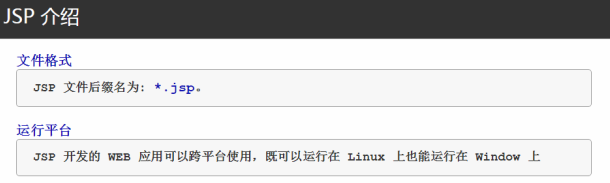 JSP 介绍
文件格式
JSP 文件后缀名为: *.jsp。
运行平台
JSP 开发的 WEB 应用可以跨平台使用，既可以运行在 Linux 上也能运行在 Window 上